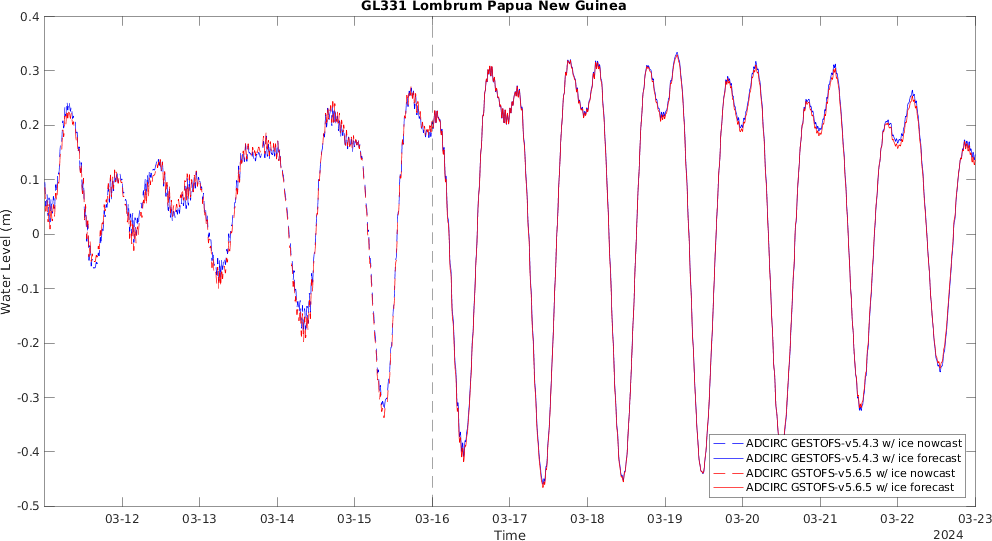 GL331 Lombrum Papua New Guinea
0.4
0.3
0.2
0.1
0
-0.1
-0.2
-0.3
-0.4
-0.5
Water Level (m)
03-12 03-13 03-14 03-15 03-16 03-17 03-18 03-19 03-20 03-21 03-22 03-23
Time
2024
ADCIRC GESTOFS-v5.4.3 w/ ice nowcast
ADCIRC GESTOFS-v5.4.3 w/ ice forecast
ADCIRC GSTOFS-v5.6.5 w/ ice nowcast
ADCIRC GSTOFS-v5.6.5 w/ ice forecast